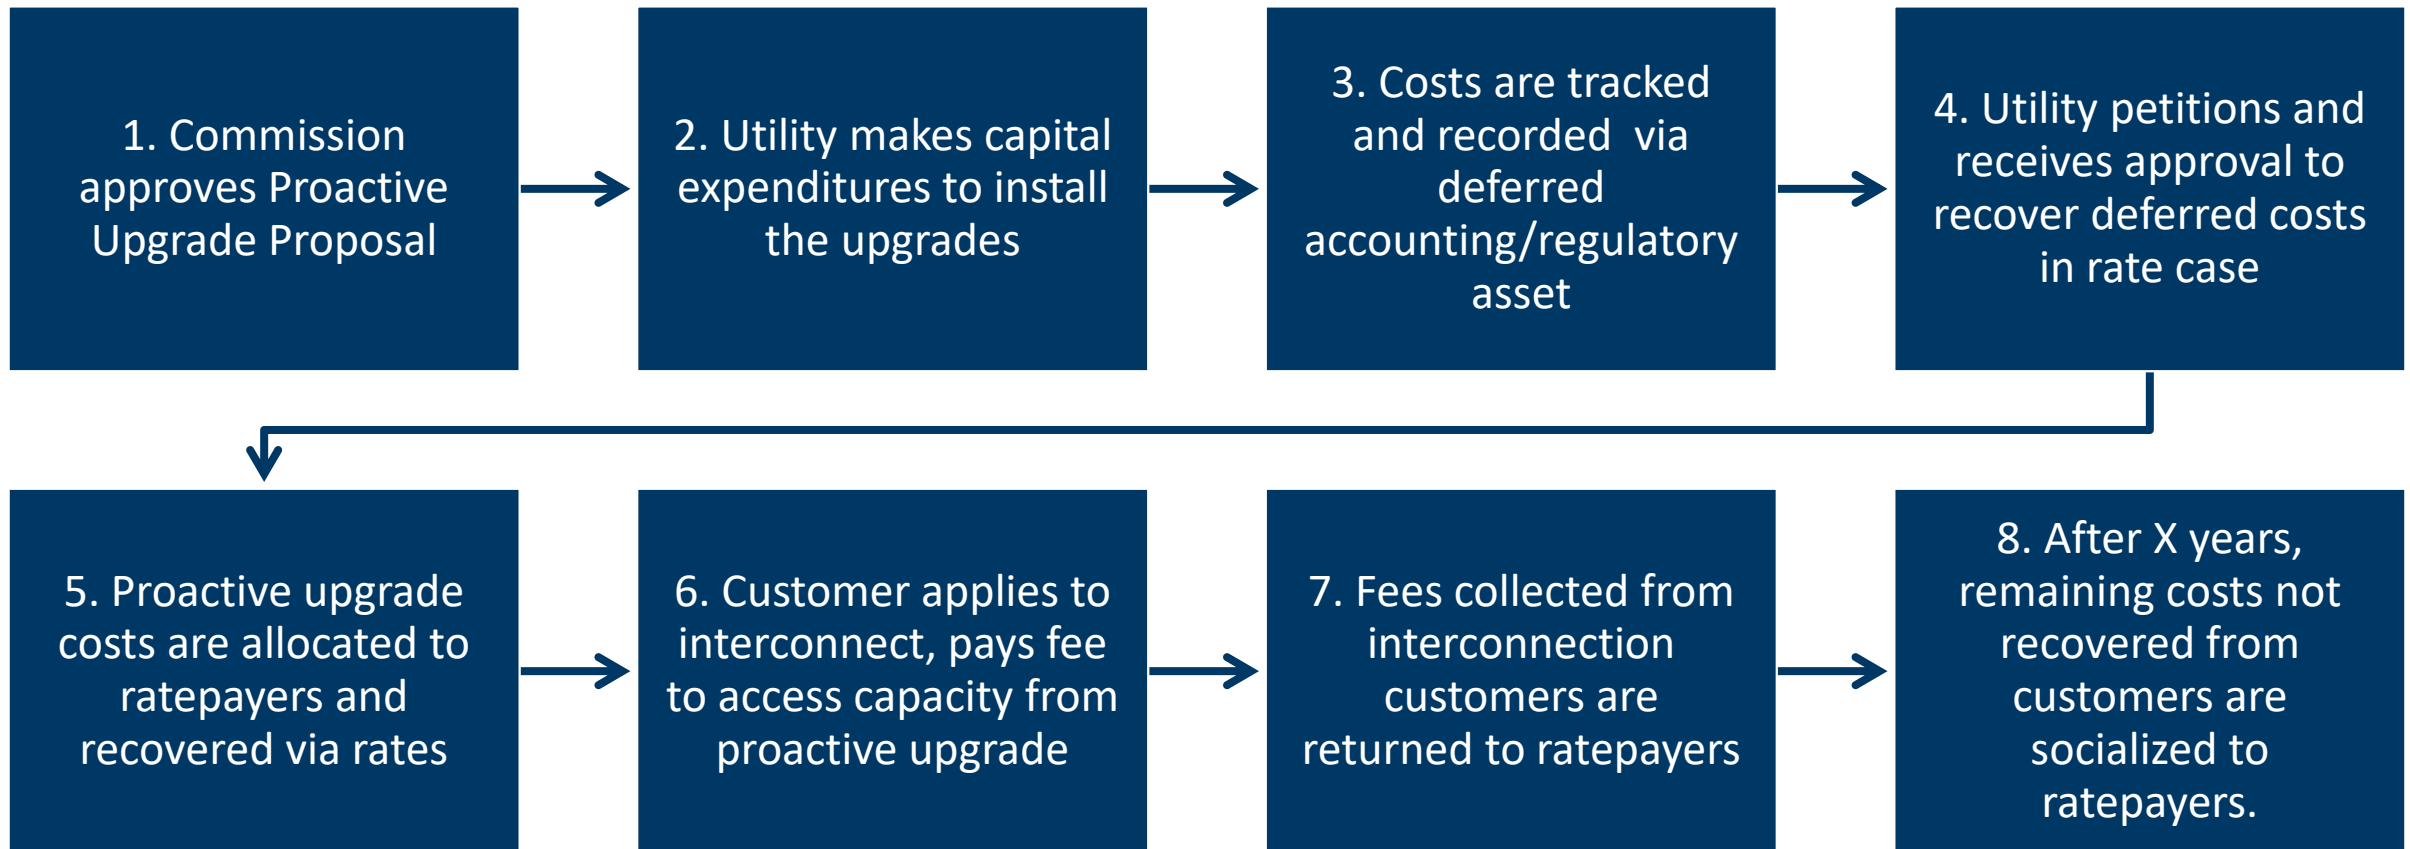 1. Commission
approves Proactive
Upgrade Proposal
2. Utility makes capital
expenditures to install
the upgrades
3. Costs are tracked
and recorded  via
deferred
accounting/regulatory
asset
4. Utility petitions and
receives approval to
recover deferred costs
in rate case
5. Proactive upgrade
costs are allocated to
ratepayers and
recovered via rates
6. Customer applies to
interconnect, pays fee
to access capacity from
proactive upgrade
7. Fees collected from
interconnection
customers are
returned to ratepayers
8. After X years,
remaining costs not
recovered from
customers are
socialized to
ratepayers.